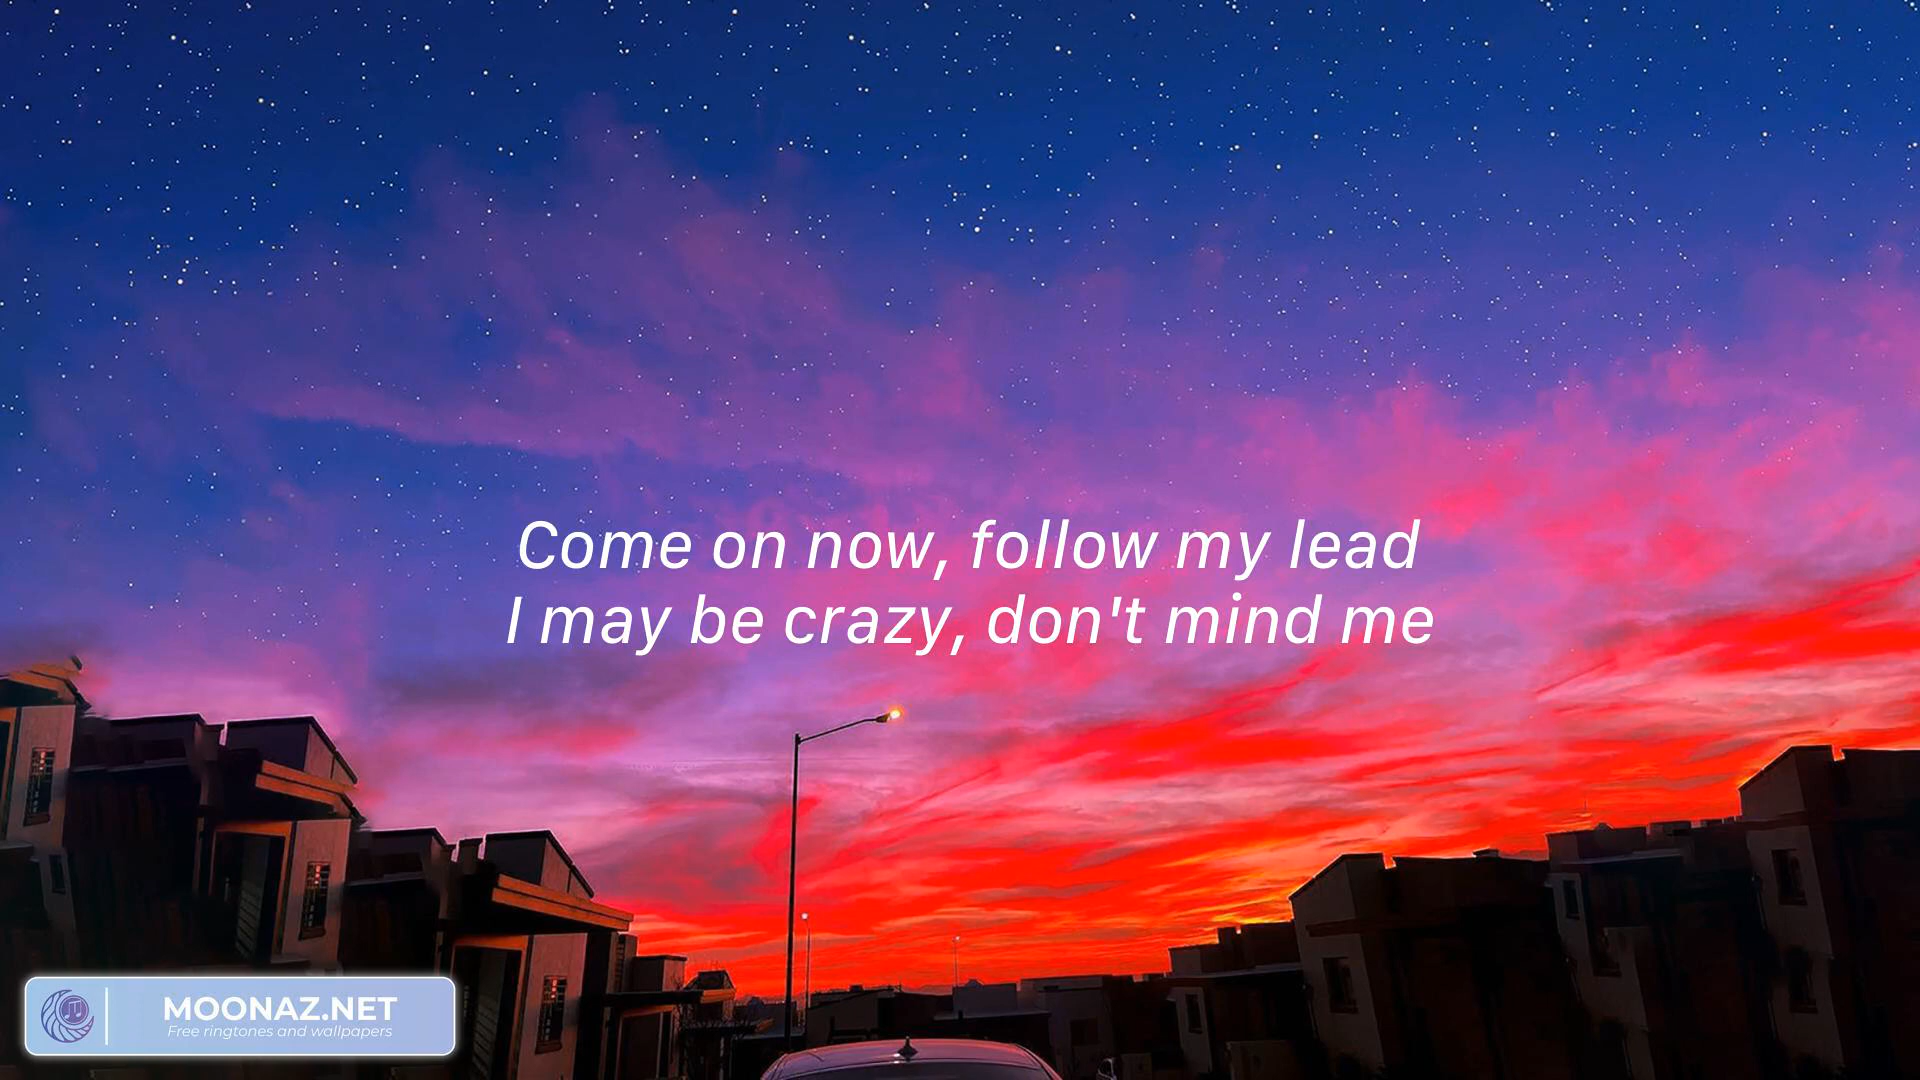 Come on now, follow my lead
I may be crazy, don't mind me
MOONAZ.NET
Free ringtones and wallpapers